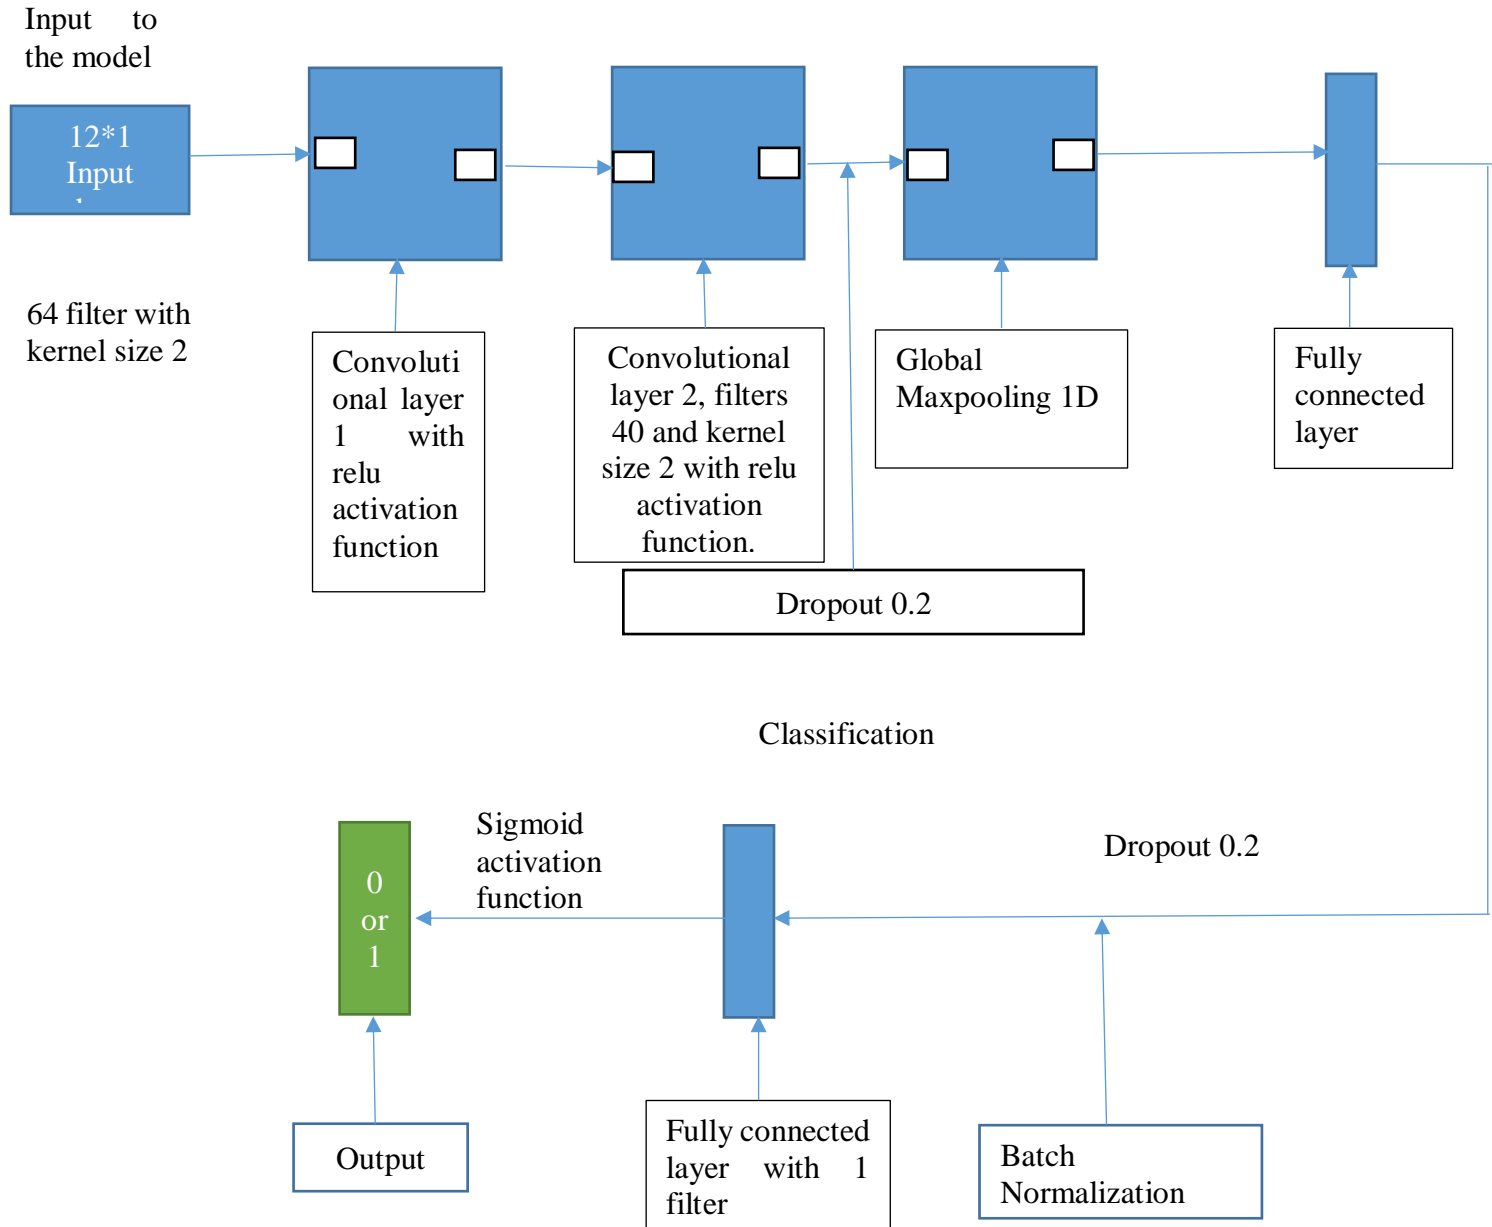 Input to
the model
12*1
Input
64 filter with
kernel size 2
Convoluti
onal layer
1 with
relu
activation
function
Convolutional
layer 2, filters
40 and kernel
size 2 with relu
activation
function.
Global
Maxpooling 1D
Fully
connected
layer
Dropout 0.2
Classification
Dropout 0.2
Sigmoid
activation
function
0
or
1
Output
Fully connected
layer with 1
filter
Batch
Normalization